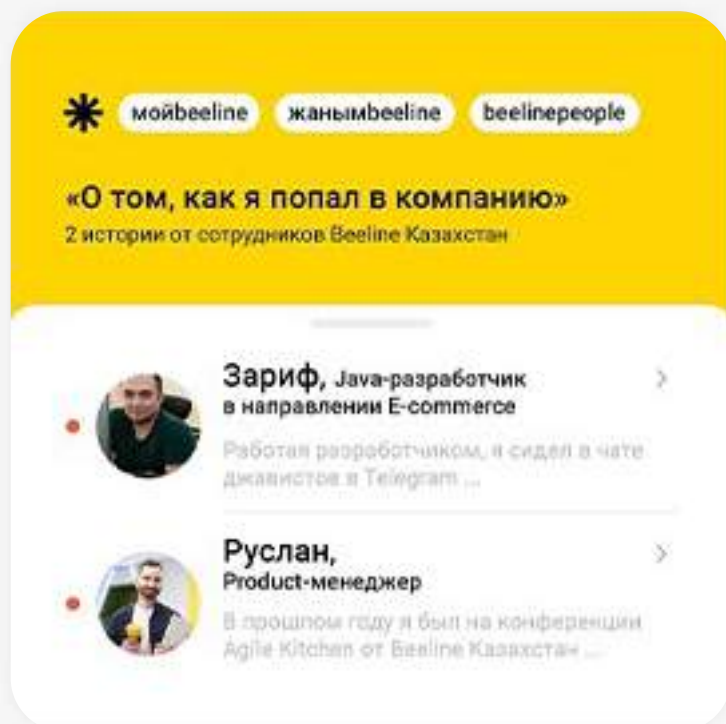 мойbeeline жанымbeeline beelinepeople
«О том, как я попал в компанию»
2 истории от сотрудников Beeline Казахстан
Зариф, Java-разработчик
в направлении E-commerce
Работая разработчиком, я сидел в чате
джавистов в Telegram ...
Руслан,
Product-менеджер
В прошлом году я был на конференции
Agile Kitchen от Beeline Казахстан ...